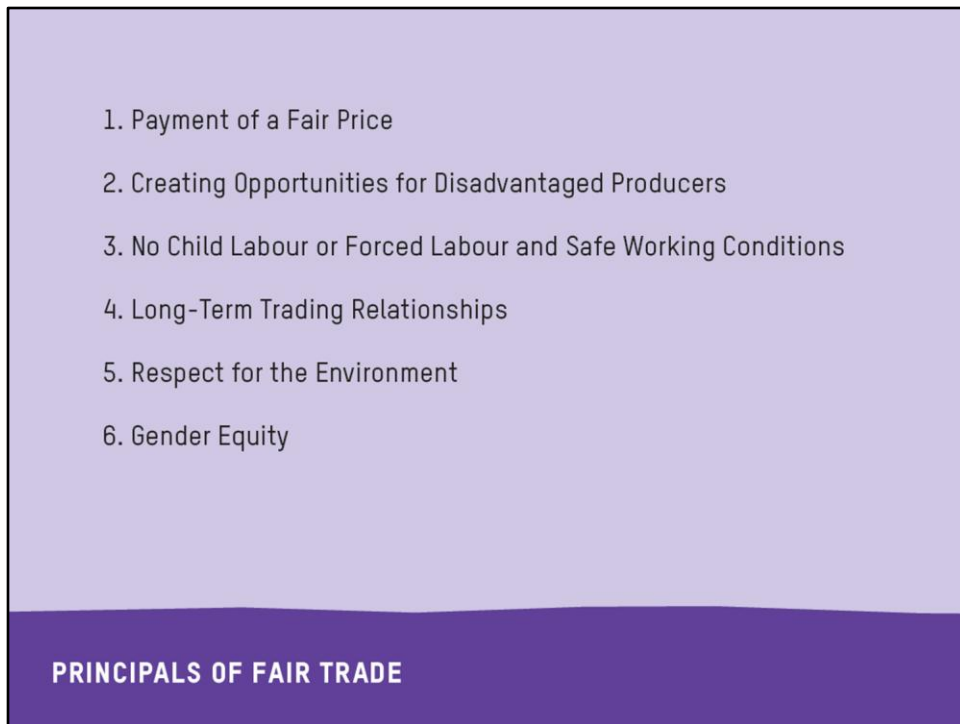 1. Payment of a Fair Price
2. Creating Opportunities for Disadvantaged Producers
3. No Child Labour or Forced Labour and Safe Working Conditions
4. Long-Term Trading Relationships
5. Respect for the Environment
6. Gender Equity
PRINCIPALS OF FAIR TRADE